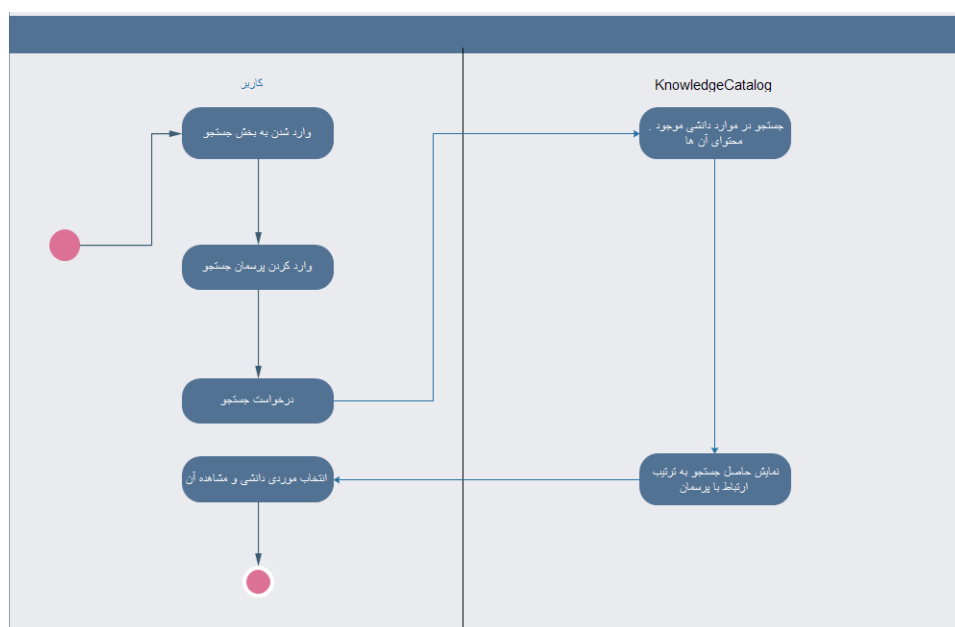 کاربر
KnowledgeCatalog
وارد شدن به بخش جستجو
جستجو در موارد دانشی موجود .
محتوای آن ها
وارد کردن پرسمان جستجو
درخواست جستجو
انتخاب موردی دانشی و مشاهده آن
نمایش حاصل جستجو به ترتیب
ارتباط با پرسمان